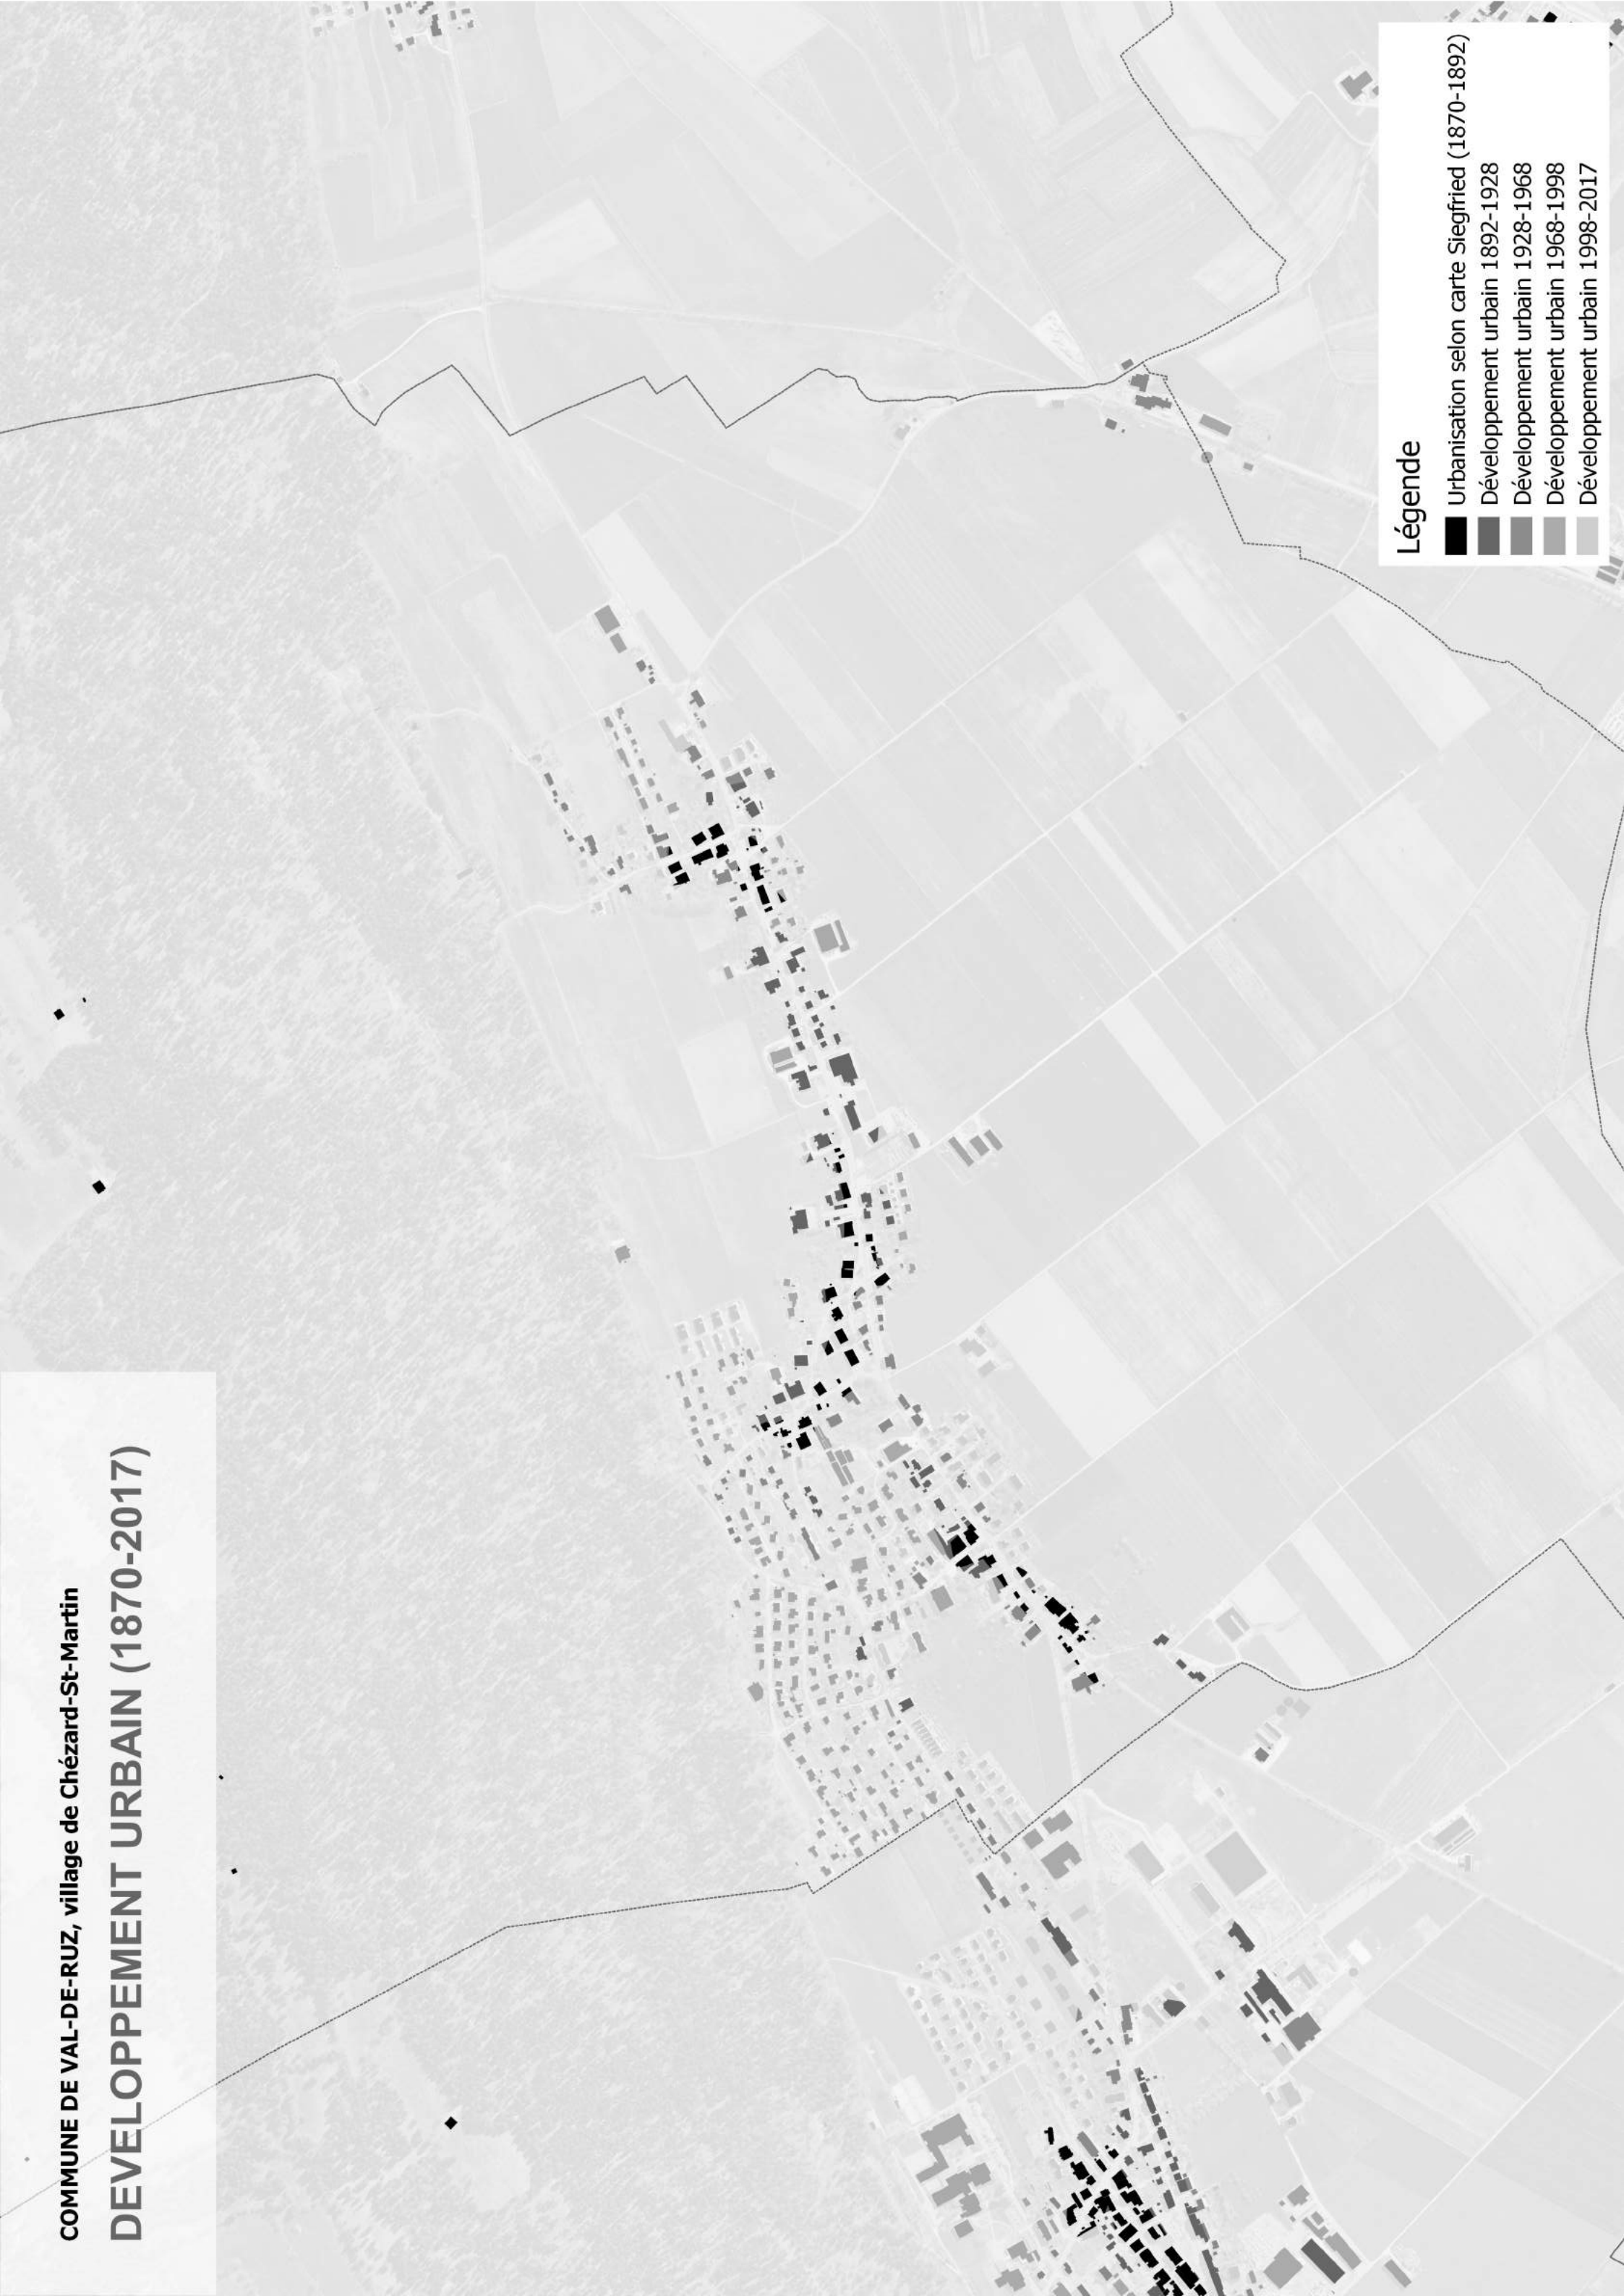 COMMUNE DE VAL-DE-RUZ, village de Chézard-St-Martin
DEVELOPPEMENT URBAIN (1870-2017)
Légende
Urbanisation selon carte Siegfried (1870-1892)
Développement urbain 1892-1928
Développement urbain 1928-1968
Développement urbain 1968-1998
Développement urbain 1998-2017